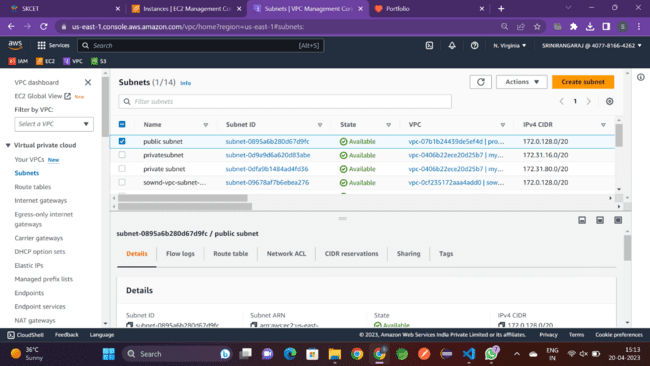 SKCET
Instances | EC2 Management Con
Subnets | VPC Management Cons
Portfolio
us-east-1.console.aws.amazon.com/vpc/home?region=us-east-1#subnets:
aws
Services
Search
[Alt+S]
N. Virginia
SRINIRANGARAJ @ 4077-8166-4262
IAM
EC2
VPC
S3
VPC dashboard
EC2 Global View
New
Filter by VPC:
Select a VPC
Virtual private cloud
Your VPCs New
Subnets
Route tables
Internet gateways
Egress-only internet
gateways
Carrier gateways
DHCP option sets
Elastic IPs
Managed prefix lists
Endpoints
Endpoint services
NAT gateways
Subnets (1/14) Info
Actions
Create subnet
Filter subnets
1
Name
Subnet ID
State
VPC
IPv4 CIDR
public subnet
subnet-0895a6b280d67d9fc
Available
vpc-07b1b24439de5ef4d | pro...
172.0.128.0/20
privatesubnet
subnet-0d9a9d6a620d83abe
Available
vpc-0406b22ece20d25b7 | my...
172.31.16.0/20
private subnet
subnet-0dfa9b1484ad4fd36
Available
vpc-0406b22ece20d25b7 | my...
172.31.80.0/20
sownd-vpc-subnet-...
subnet-09678af7b6ebea276
Available
vpc-0cf235172aaa4add0 | sow...
172.0.128.0/20
subnet-0895a6b280d67d9fc / public subnet
Details
Flow logs
Route table
Network ACL
CIDR reservations
Sharing
Tags
Details
Subnet ID
subnet-0895a6b280d67d9fc
Subnet ARN
arn:aws:ec2:us-east-
State
Available
IPv4 CIDR
172.0.128.0/20
CloudShell
Feedback
Language
© 2023, Amazon Web Services India Private Limited or its affiliates.
Privacy
Terms
Cookie preferences
36°C
Sunny
Search
ENG
IN
15:13
20-04-2023